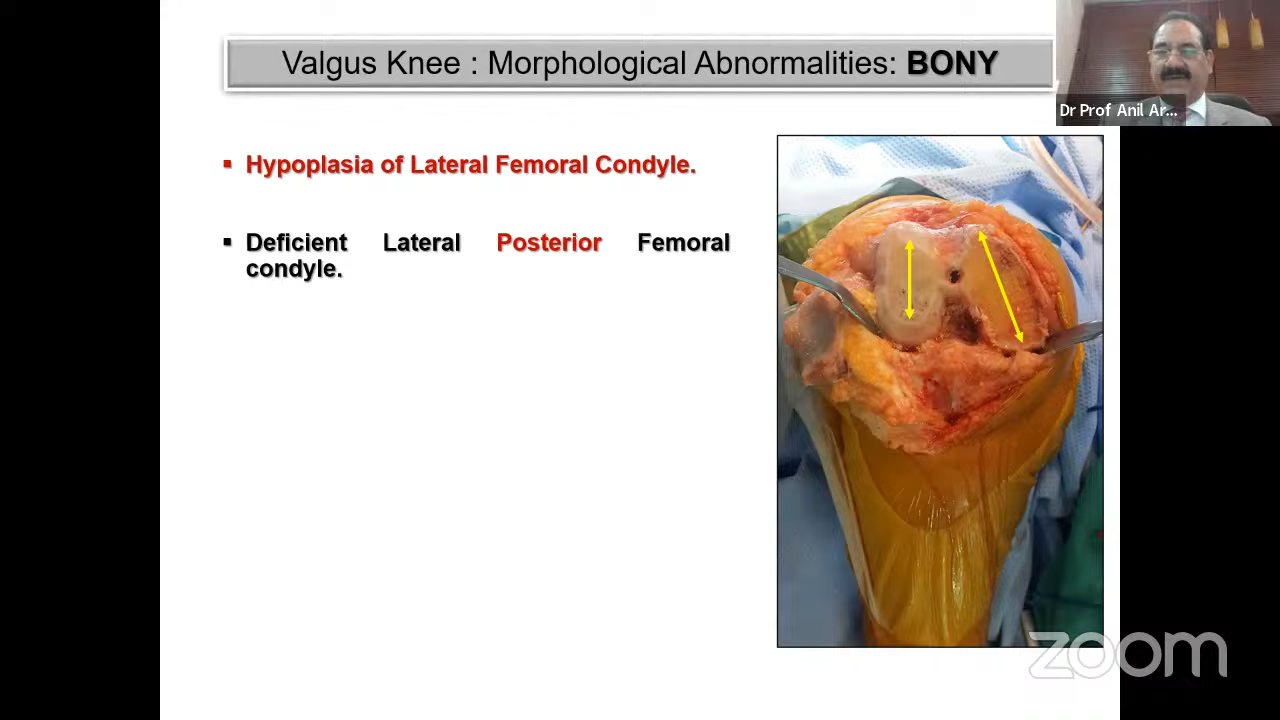 Valgus Knee : Morphological Abnormalities: BONY
Dr Prof Anil Ar...
▪ Hypoplasia of Lateral Femoral Condyle.
▪ Deficient Lateral Posterior Femoral
condyle.
zoom